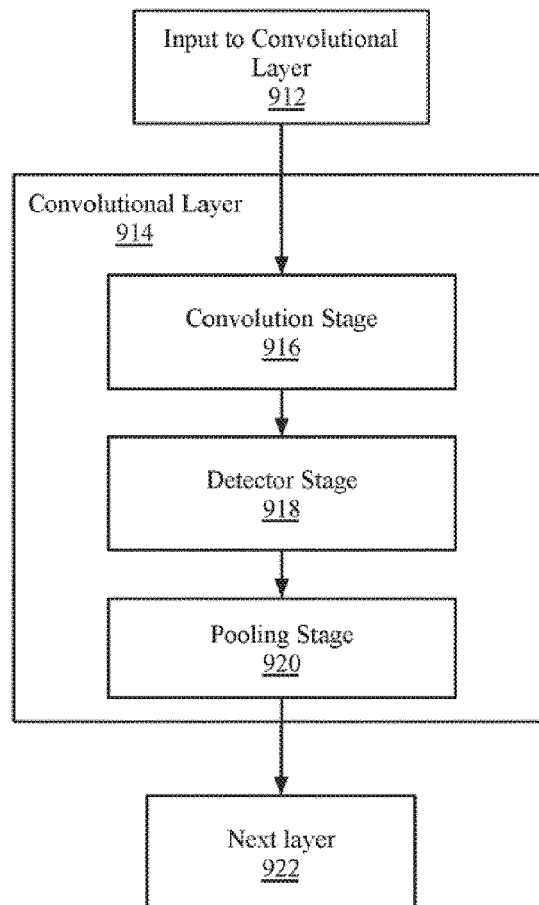 Input to Convolutional
Layer
912
Convolutional Layer
914
Convolution Stage
916
Detector Stage
918
Pooling Stage
920
Next layer
922